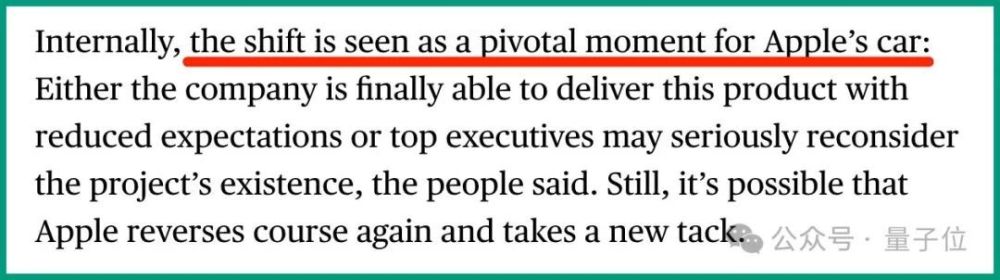 Internally, the shift is seen as a pivotal moment for Apple’s car:
Either the company is finally able to deliver this product with
reduced expectations or top executives may seriously reconsider
the project’s existence, the people said. Still, it’s possible that
Apple reverses course again and takes a new tack.
公众号 · 量子位